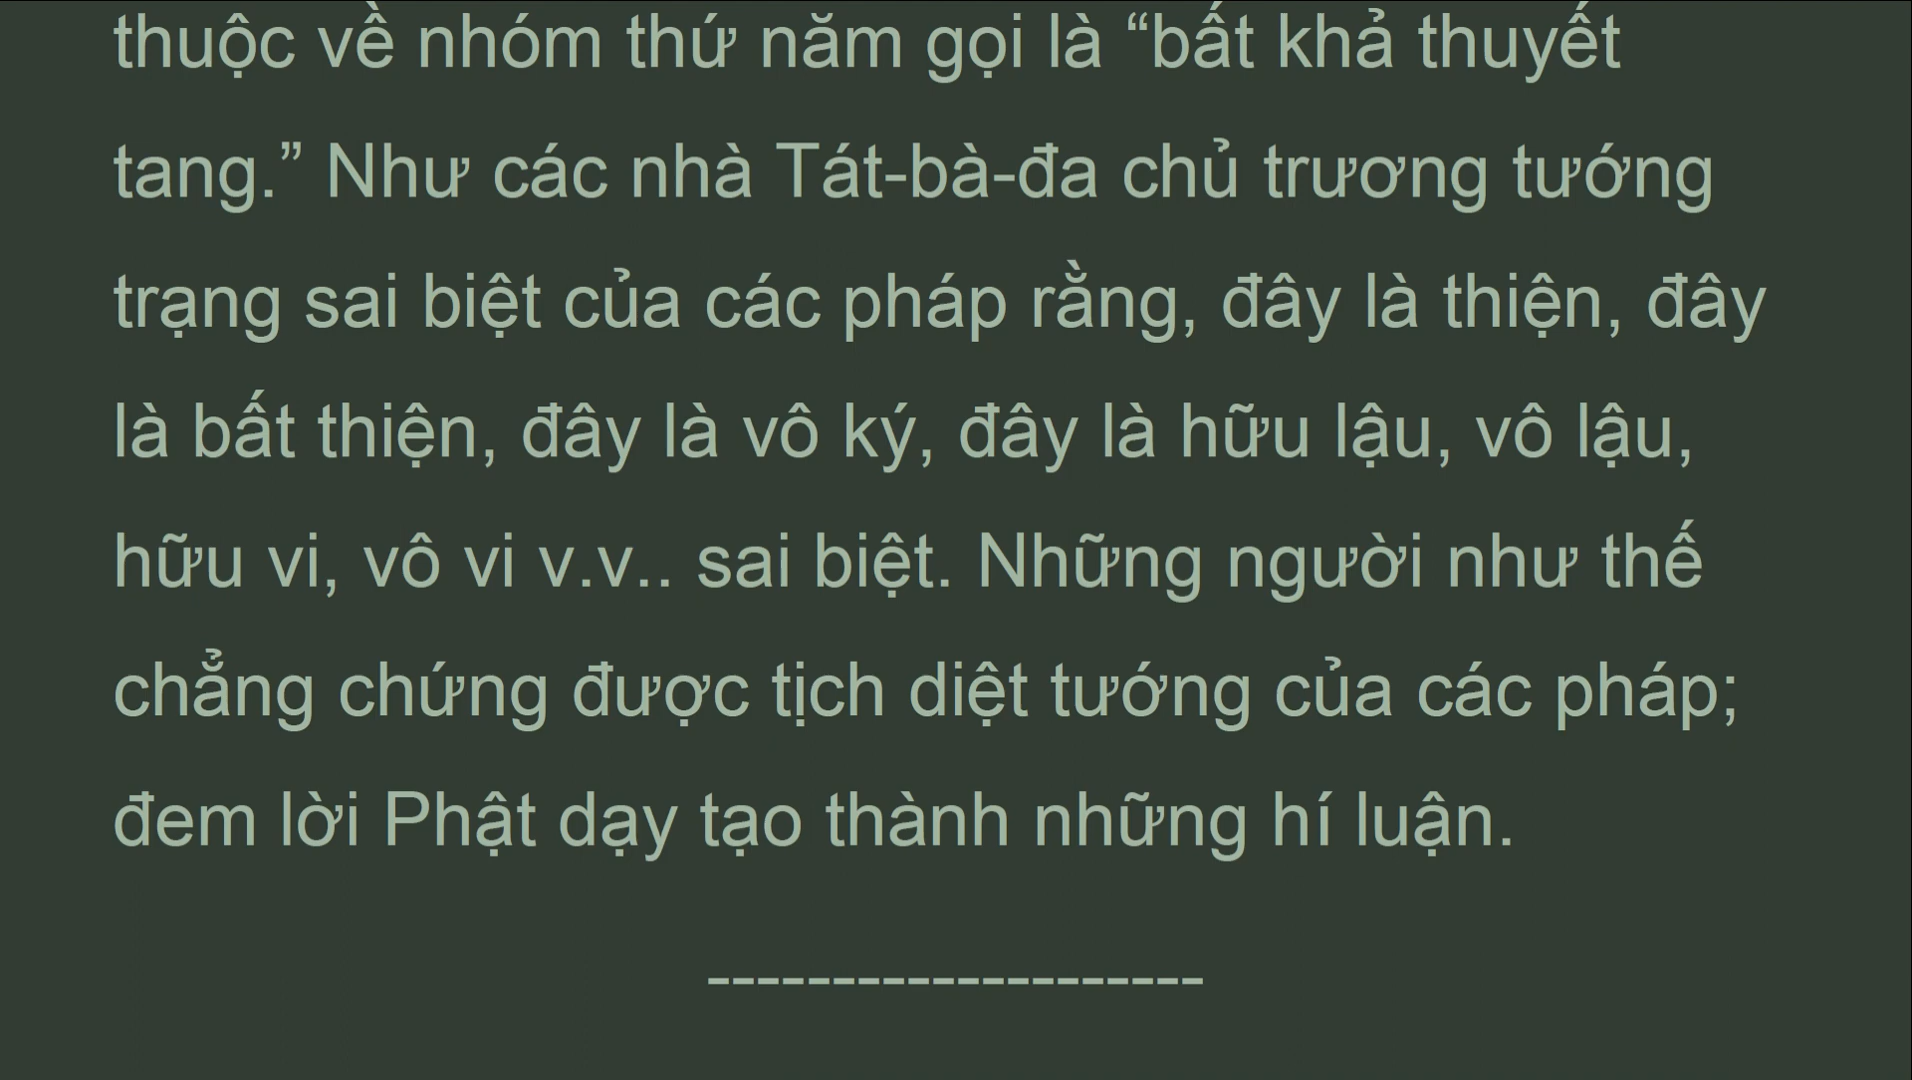 thuộc về nhóm thứ năm gọi là “bất khả thuyết
tang.” Như các nhà Tát-bà-đa chủ trương tướng
trạng sai biệt của các pháp rằng, đây là thiện, đây
là bất thiện, đây là vô ký, đây là hữu lậu, vô lậu,
hữu vi, vô vi v.v.. sai biệt. Những người như thế
chẳng chứng được tịch diệt tướng của các pháp;
đem lời Phật dạy tạo thành những hí luận.
--------------------